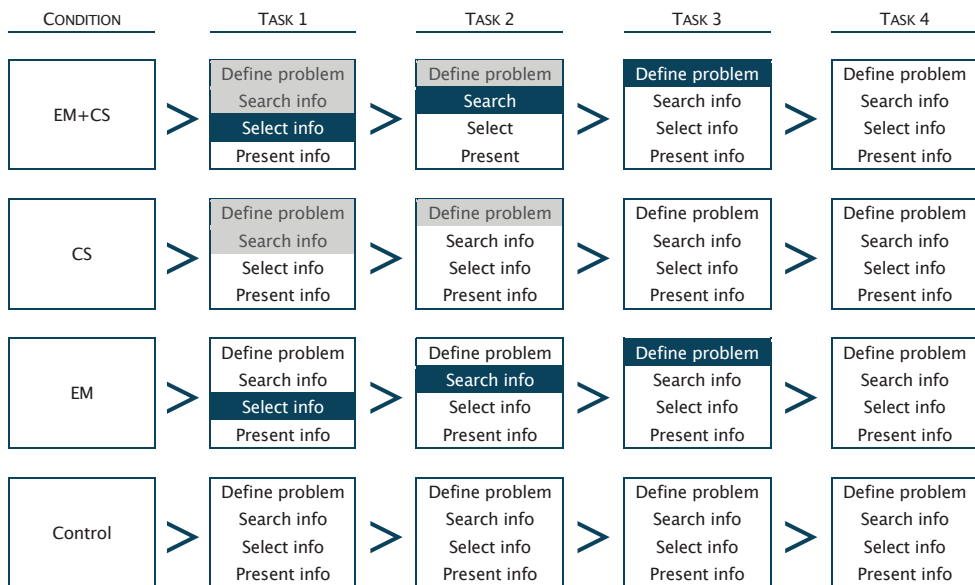 CONDITION
TASK 1
TASK 2
TASK 3
TASK 4
EM+CS
>
Define problem
Search info
Select info
Present info
>
Define problem
Search
Select
Present
>
Define problem
Search info
Select info
Present info
>
Define problem
Search info
Select info
Present info
CS
>
Define problem
Search info
Select info
Present info
>
Define problem
Search info
Select info
Present info
>
Define problem
Search info
Select info
Present info
>
Define problem
Search info
Select info
Present info
EM
>
Define problem
Search info
Select info
Present info
>
Define problem
Search info
Select info
Present info
>
Define problem
Search info
Select info
Present info
>
Define problem
Search info
Select info
Present info
Control
>
Define problem
Search info
Select info
Present info
>
Define problem
Search info
Select info
Present info
>
Define problem
Search info
Select info
Present info
>
Define problem
Search info
Select info
Present info